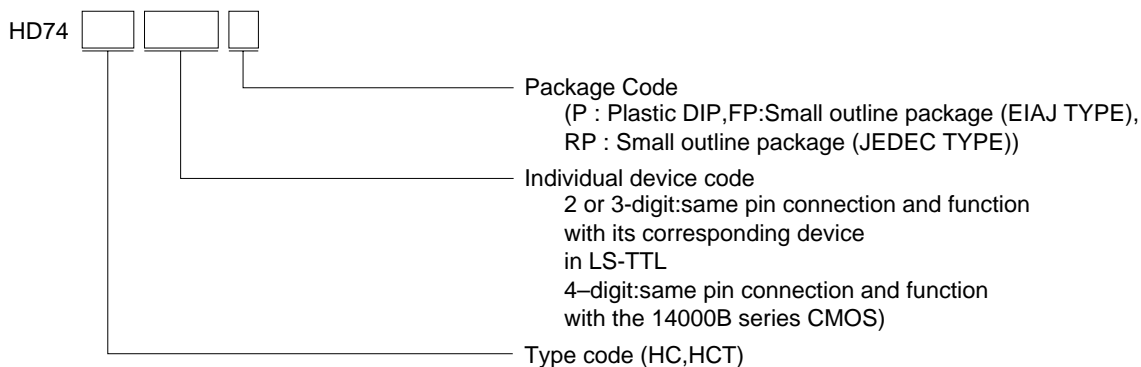 HD74
Package Code
(P : Plastic DIP,FP:Small outline package (EIAJ TYPE),
RP : Small outline package (JEDEC TYPE))
Individual device code
2 or 3-digit:same pin connection and function
with its corresponding device
in LS-TTL
4–digit:same pin connection and function
with the 14000B series CMOS)
Type code (HC,HCT)